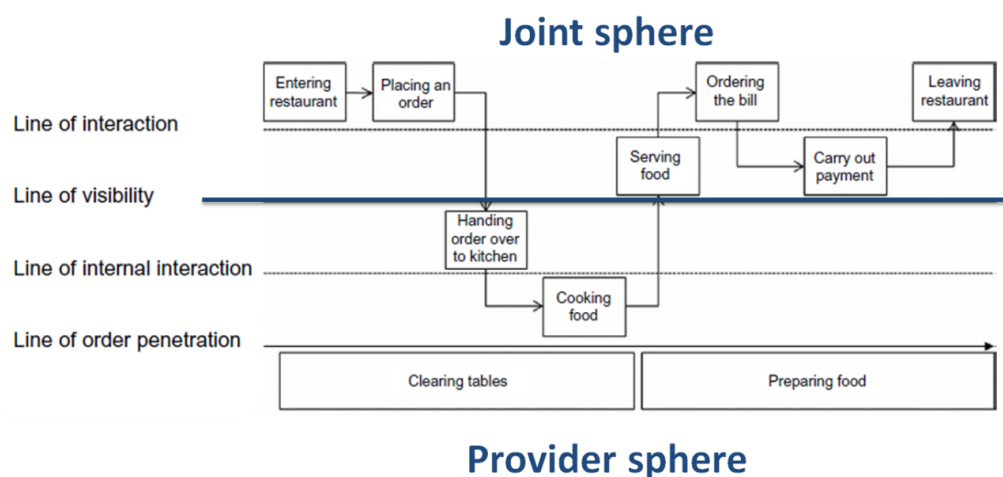 Joint sphere
Entering
restaurant
Placing an
order
Ordering
the bill
Leaving
restaurant
Line of interaction
Serving
food
Carry out
payment
Line of visibility
Handing
order over
to kitchen
Line of internal interaction
Cooking
food
Line of order penetration
Clearing tables
Preparing food
Provider sphere